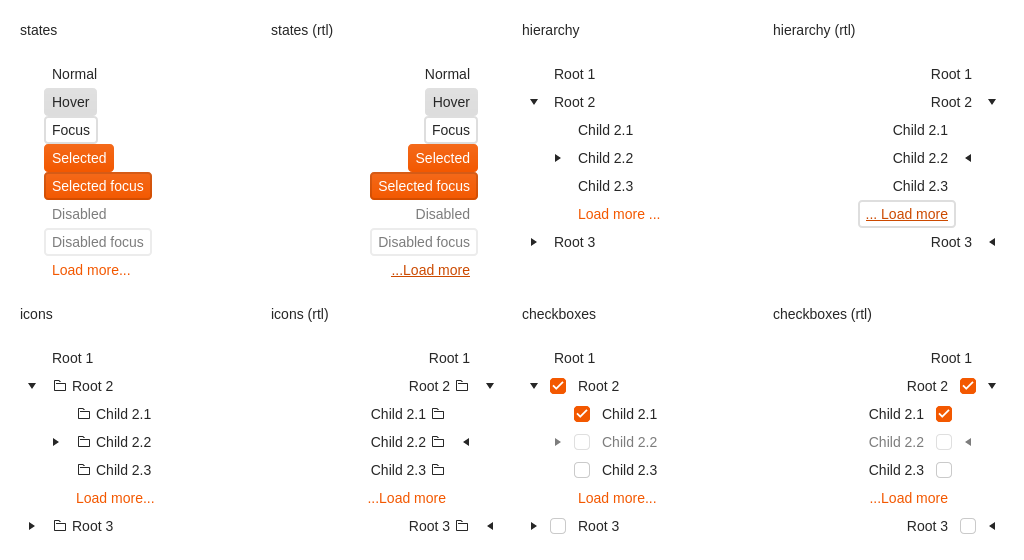 states
Normal
Hover
Focus
Selected
Selected focus
Disabled
Disabled focus
Load more...
states (rtl)
Normal
Hover
Focus
Selected
Selected focus
Disabled
Disabled focus
...Load more
hierarchy
Root 1
Root 2
Child 2.1
Child 2.2
Child 2.3
Load more ...
Root 3
hierarchy (rtl)
Root 1
Root 2
Child 2.1
Child 2.2
Child 2.3
... Load more
Root 3
icons
Root 1
Root 2
Child 2.1
Child 2.2
Child 2.3
Load more...
Root 3
icons (rtl)
Root 1
Root 2
Child 2.1
Child 2.2
Child 2.3
...Load more
Root 3
checkboxes
Root 1
Root 2
Child 2.1
Child 2.2
Child 2.3
Load more...
Root 3
checkboxes (rtl)
Root 1
Root 2
Child 2.1
Child 2.2
Child 2.3
...Load more
Root 3